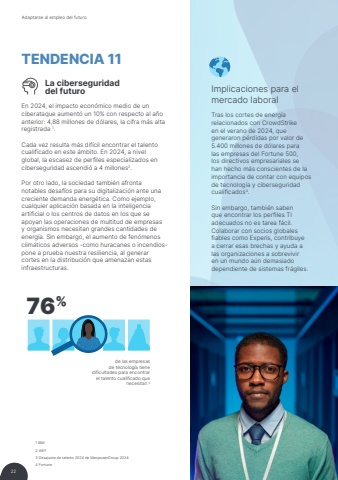 Adaptarse al empleo del futuro
TENDENCIA 11
La ciberseguridad
del futuro
En 2024, el impacto económico medio de un
ciberataque aumentó un 10% con respecto al año
anterior: 4,88 millones de dólares, la cifra más alta
registrada ¹.
Cada vez resulta más difícil encontrar el talento
cualificado en este ámbito. En 2024, a nivel
global, la escasez de perfiles especializados en
ciberseguridad ascendió a 4 millones².
Por otro lado, la sociedad también afronta
notables desafíos para su digitalización ante una
creciente demanda energética. Como ejemplo,
cualquier aplicación basada en la inteligencia
artificial o los centros de datos en los que se
apoyan las operaciones de multitud de empresas
y organismos necesitan grandes cantidades de
energía. Sin embargo, el aumento de fenómenos
climáticos adversos -como huracanes o incendios-
pone a prueba nuestra resiliencia, al generar
cortes en la distribución que amenazan estas
infraestructuras.
76%
de las empresas
de tecnología tiene
dificultades para encontrar
el talento cualificado que
necesitan ³
1 IBM
2 WEF
3 Desajuste de talento 2024 de ManpowerGroup 2024
4 Fortune
22
Implicaciones para el
mercado laboral
Tras los cortes de energía
relacionados con CrowdStrike
en el verano de 2024, que
generaron pérdidas por valor de
5.400 millones de dólares para
las empresas del Fortune 500,
los directivos empresariales se
han hecho más conscientes de la
importancia de contar con equipos
de tecnología y ciberseguridad
cualificados⁴.
Sin embargo, también saben
que encontrar los perfiles TI
adecuados no es tarea fácil.
Colaborar con socios globales
fiables como Experis, contribuye
a cerrar esas brechas y ayuda a
las organizaciones a sobrevivir
en un mundo aún demasiado
dependiente de sistemas frágiles.